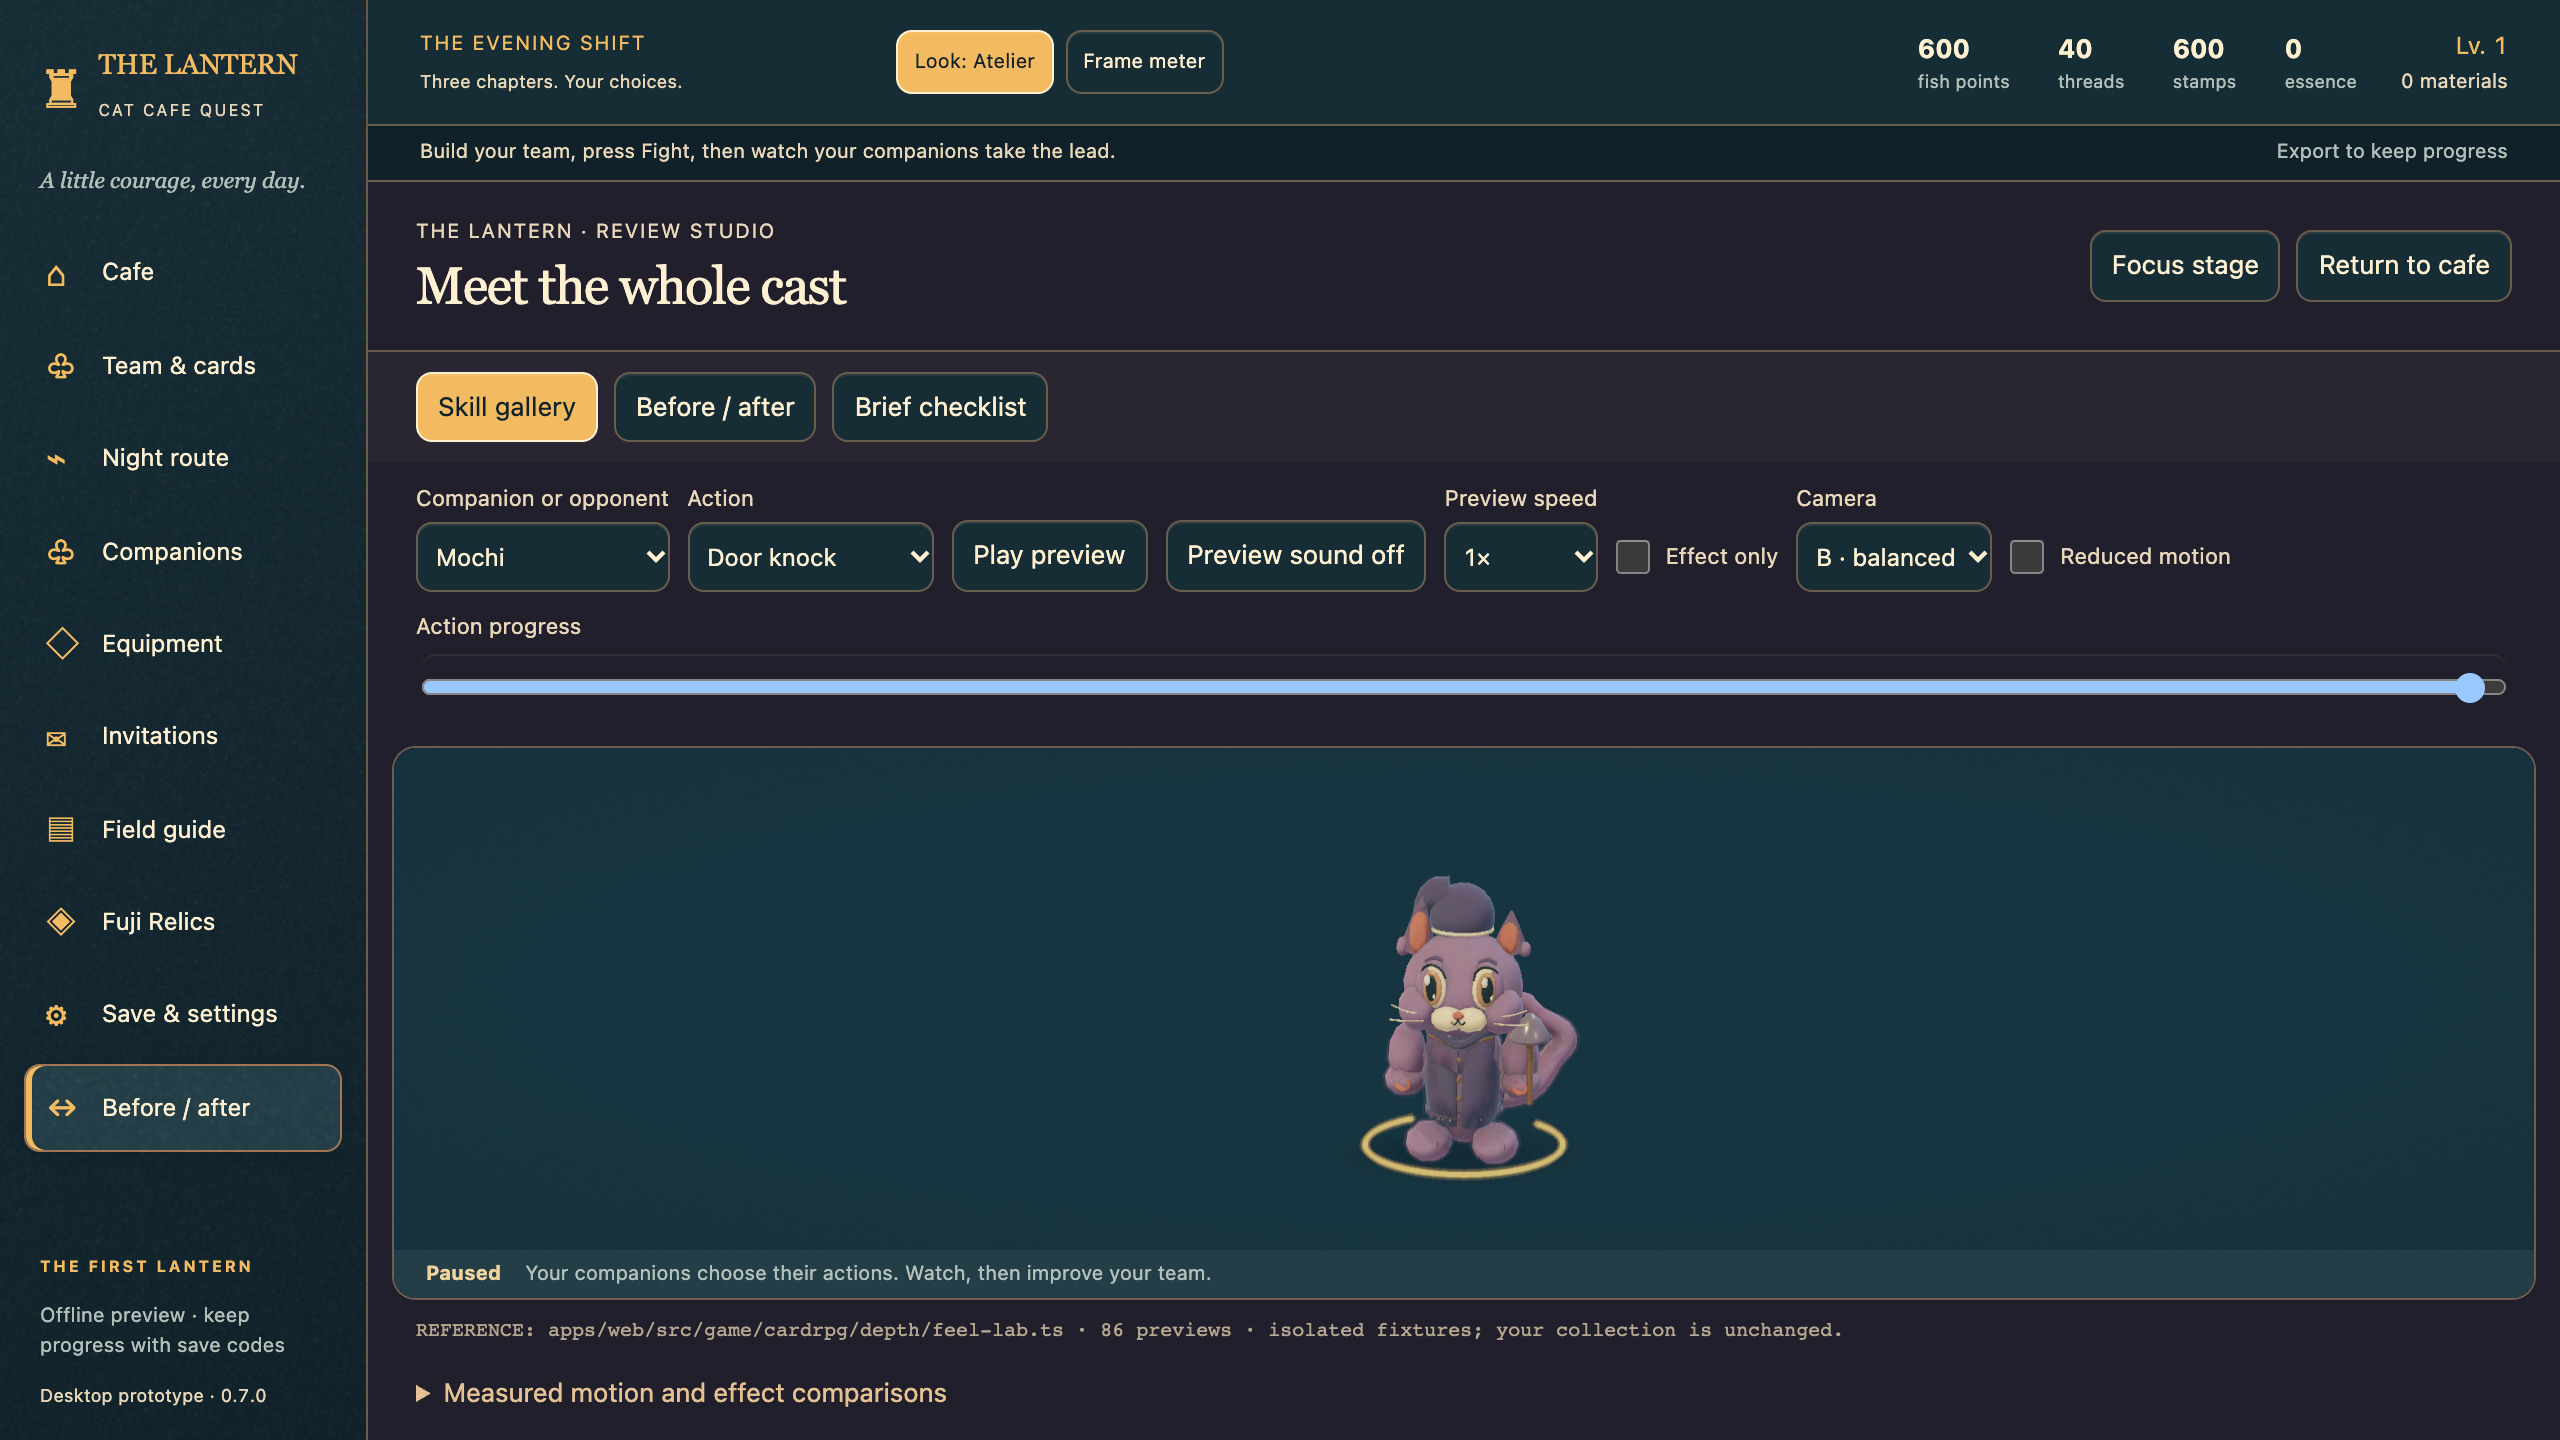 THE LANTERN
CAT CAFE QUEST
A little courage, every day.
Cafe
Team & cards
Night route
Companions
Equipment
Invitations
Field guide
Fuji Relics
Save & settings
Before / after
THE FIRST LANTERN
Offline preview · keep
progress with save codes
Desktop prototype · 0.7.0
THE EVENING SHIFT
Three chapters. Your choices.
Look: Atelier
Frame meter
600
fish points
40
threads
600
stamps
0
essence
Lv. 1
0 materials
Build your team, press Fight, then watch your companions take the lead.
Export to keep progress
THE LANTERN · REVIEW STUDIO
Meet the whole cast
Focus stage
Return to cafe
Skill gallery
Before / after
Brief checklist
Companion or opponent
Mochi
Action
Door knock
Play preview
Preview sound off
Preview speed
1×
Effect only
Camera
B · balanced
Reduced motion
Action progress
Paused Your companions choose their actions. Watch, then improve your team.
REFERENCE: apps/web/src/game/cardrpg/depth/feel-lab.ts · 86 previews · isolated fixtures; your collection is unchanged.
Measured motion and effect comparisons